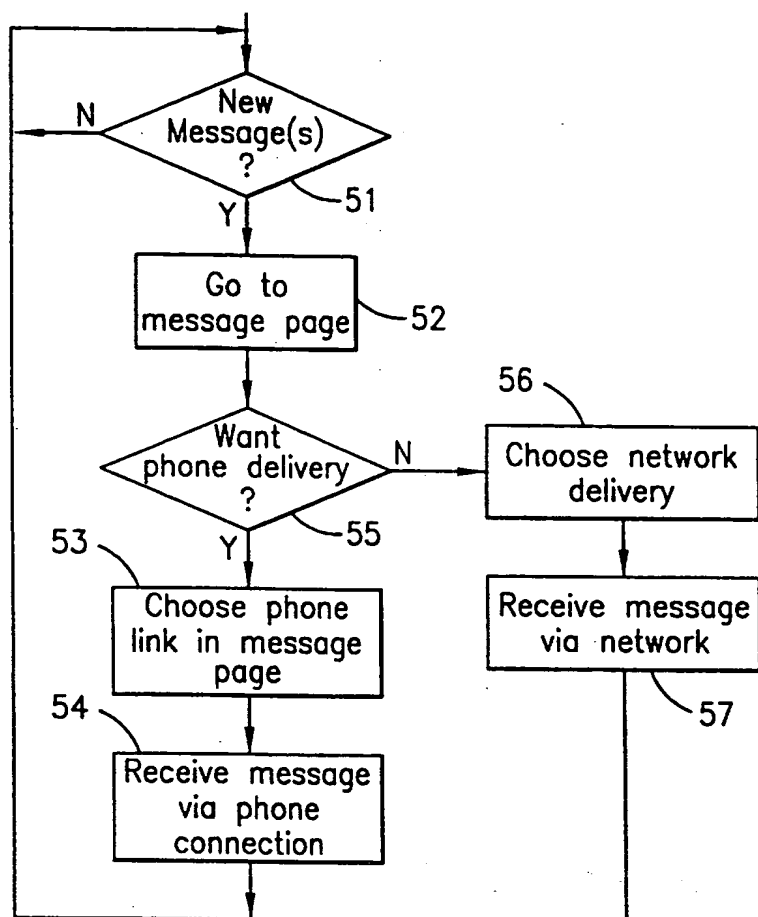 New
Message(s)
?
N
51
Y
Go to
message page
52
Want
phone delivery
?
N
55
Y
56
Choose network
delivery
53
Choose phone
link in message
page
Receive message
via network
57
54
Receive message
via phone
connection